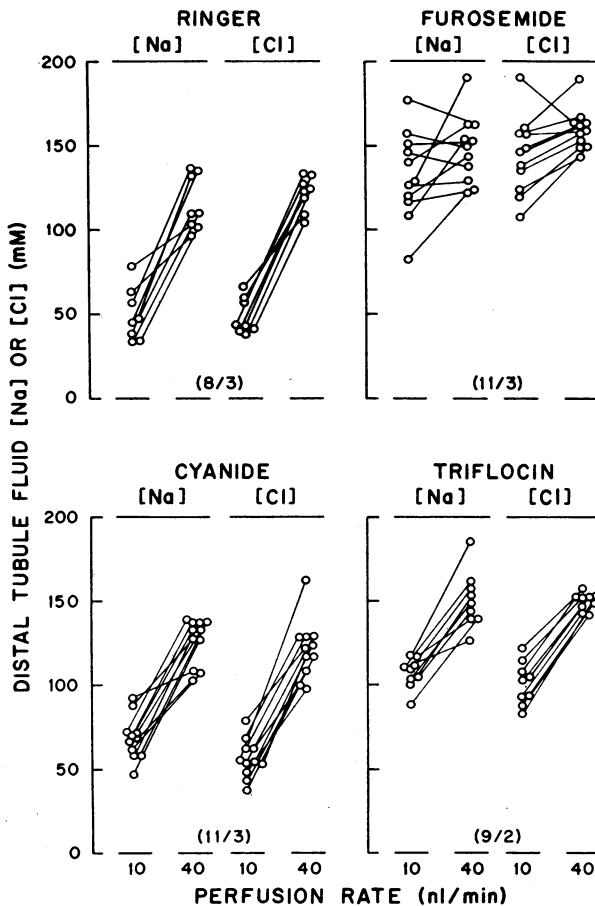 RINGER
[Na] [Cl]
FUROSEMIDE
[Na] [Cl]
DISTAL TUBULE FLUID [Na] OR [Cl] (mM)
200
150
100
50
0
(8/3)
(11/3)
CYANIDE
[Na] [Cl]
TRIFLOCIN
[Na] [Cl]
200
150
100
50
0
(11/3)
(9/2)
10 40 10 40 10 40 10 40
PERFUSION RATE (nl/min)